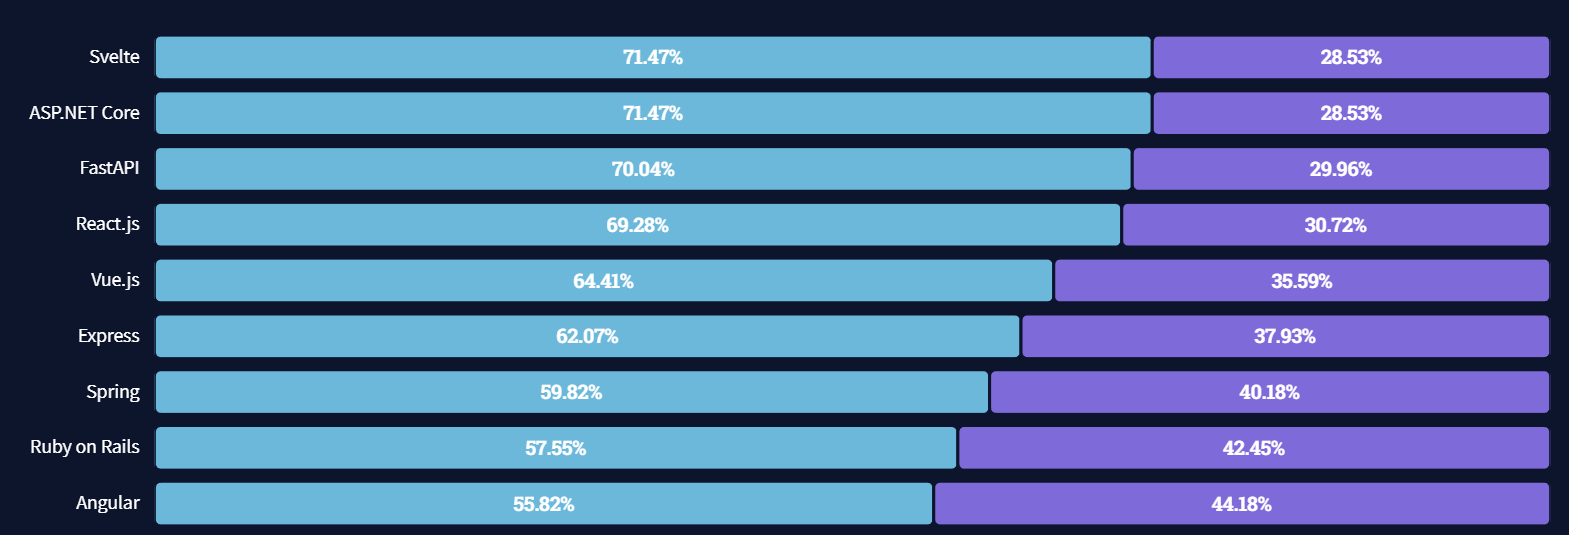 Svelte 71.47% 28.53%
ASP.NET Core 71.47% 28.53%
FastAPI 70.04% 29.96%
React.js 69.28% 30.72%
Vue.js 64.41% 35.59%
Express 62.07% 37.93%
Spring 59.82% 40.18%
Ruby on Rails 57.55% 42.45%
Angular 55.82% 44.18%